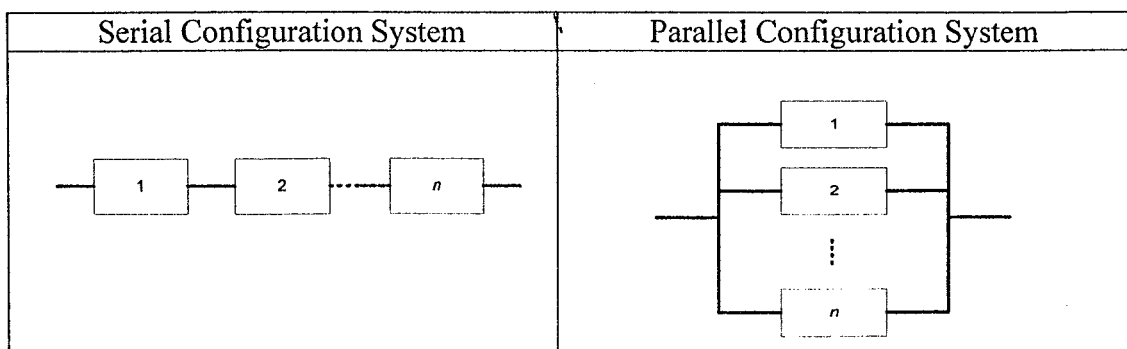 Serial Configuration System
Parallel Configuration System
1
2
n
1
2
n